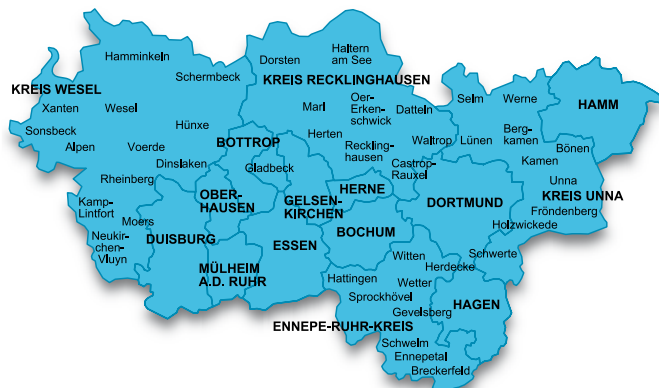 Hamminkeln
Dorsten
Haltern
am See
Schermbeck
KREIS RECKLINGHAUSEN
KREIS WESEL
Xanten
Wesel
Marl
Oer-
Erken-
schwick
Datteln
Selm
Werne
HAMM
Sonsbeck
Hünxe
Alpen
Voerde
BOTTROP
Herten
Reckling-
hausen
Waltrop
Lünen
Berg-
kamen
Bönen
Dinslaken
Gladbeck
Castrop-
Rauxel
Kamen
Rheinberg
OBER-
HAUSEN
GELSEN-
KIRCHEN
HERNE
DORTMUND
Unna
KREIS UNNA
Kamp-
Lintfort
Moers
Fröndenberg
Holzwickede
Neukir-
chen-
Vluyn
DUISBURG
ESSEN
BOCHUM
MÜLHEIM
A.D. RUHR
Witten
Herdecke
Schwerte
Hattingen
Wetter
Sprockhövel
Gevelsberg
HAGEN
ENNEPE-RUHR-KREIS
Schwelm
Ennepetal
Breckerfeld